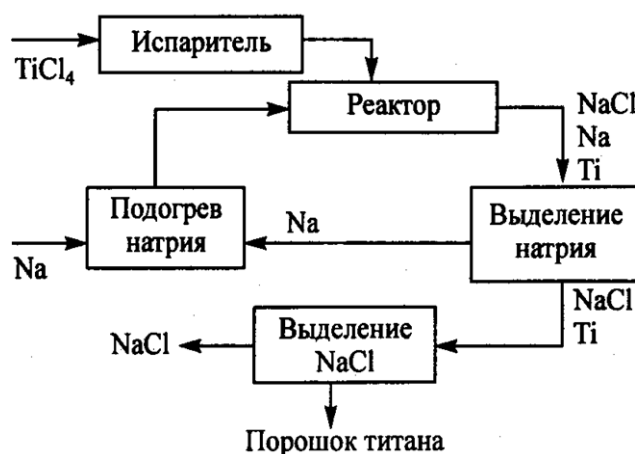 Испаритель
TiCl₄
Реактор
NaCl
Na
Ti
Подогрев
натрия
Na
Na
Выделение
натрия
NaCl
Ti
Выделение
NaCl
NaCl
Порошок титана